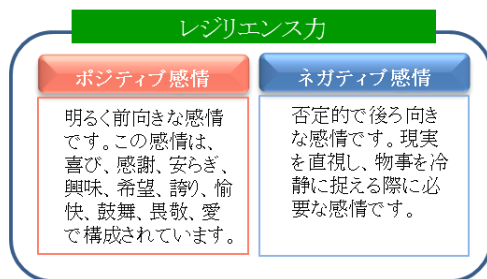 レジリエンス力
ポジティブ感情
明るく前向きな感情
です。この感情は、
喜び、感謝、安らぎ、
興味、希望、誇り、愉
快、鼓舞、畏敬、愛
で構成されています。
ネガティブ感情
否定的で後ろ向き
な感情です。現実
を直視し、物事を冷
静に捉える際に必
要な感情です。